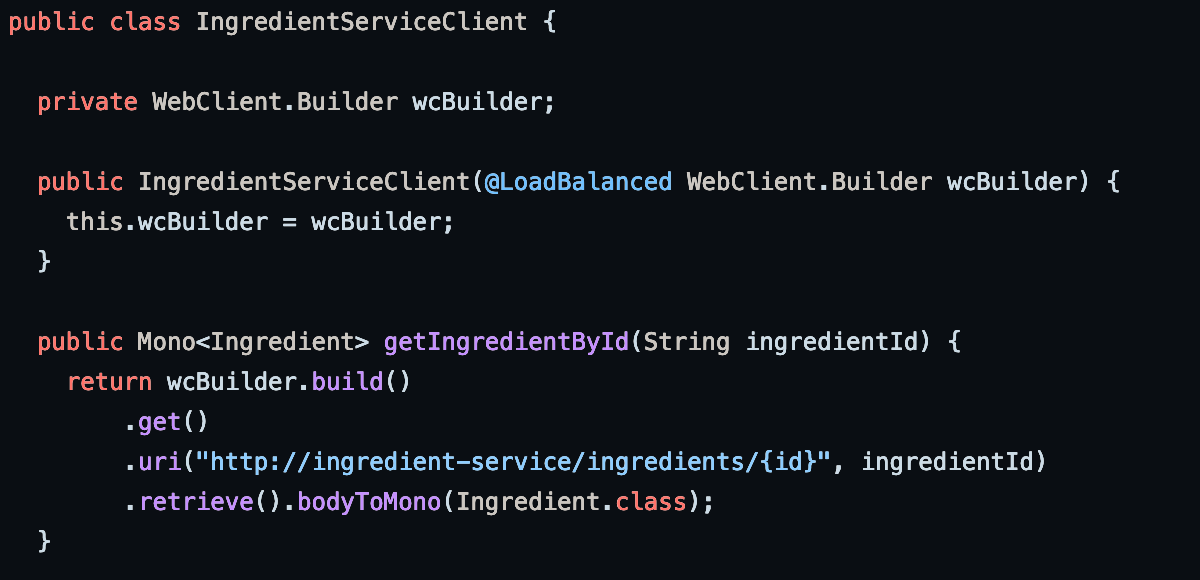 public class IngredientServiceClient {
private WebClient.Builder wcBuilder;
public IngredientServiceClient(@LoadBalanced WebClient.Builder wcBuilder) {
this.wcBuilder = wcBuilder;
}
public Mono<Ingredient> getIngredientById(String ingredientId) {
return wcBuilder.build()
.get()
.uri("http://ingredient-service/ingredients/{id}", ingredientId)
.retrieve().bodyToMono(Ingredient.class);
}